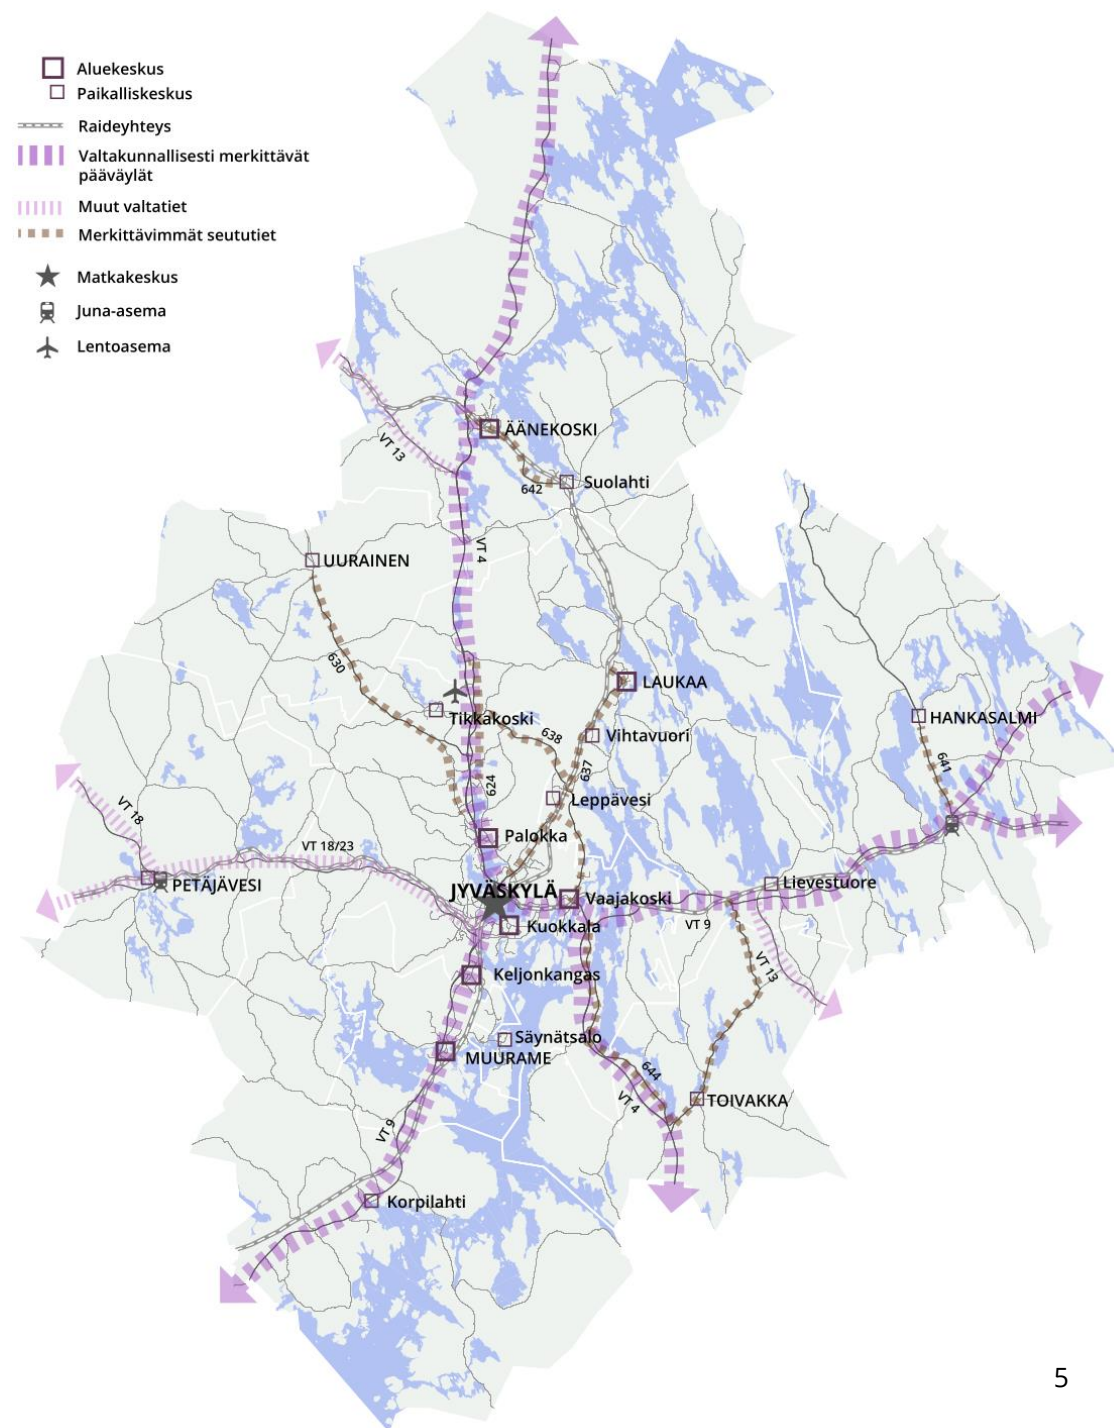 Aluekeskus
Paikalliskeskus
Raideyhteys
Valtakunnallisesti merkittävät
pääväylät
Muut valtatiet
Merkittävimmät seututiet
Matkakeskus
Juna-asema
Lentoasema
ÄÄNEKOSKI
VT 13
Suolahti
642
VT 4
UURAINEN
630
LAUKAA
Tikkakoski
HANKASALMI
638
Vihtavuori
641
637
624
Leppävesi
VT 18
Palokka
VT 18/23
PETÄJÄVESI
JYVÄSKYLÄ
Lievestuore
Vaajakoski
Kuokkala
VT 9
VT 13
Keljonkangas
Säynätsalo
MUURAME
644
VT 4
TOIVAKKA
VT 9
Korpilahti
5